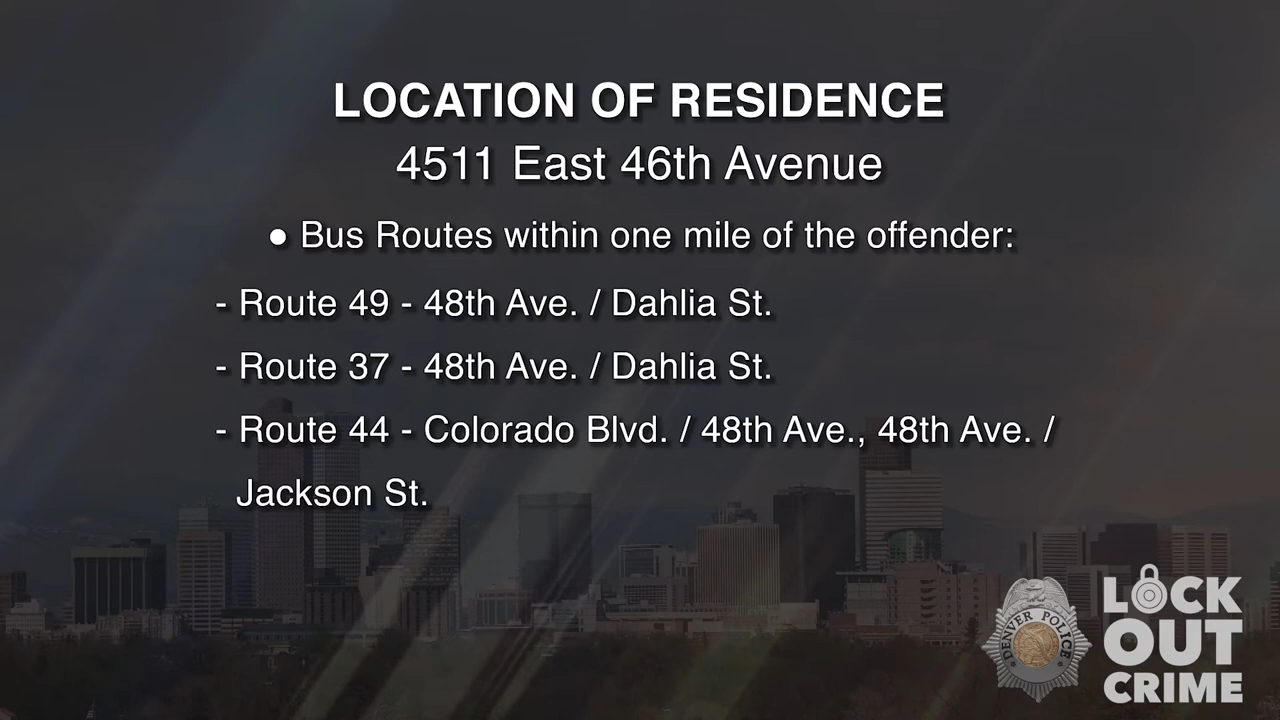 LOCATION OF RESIDENCE
4511 East 46th Avenue
● Bus Routes within one mile of the offender:
- Route 49 - 48th Ave. / Dahlia St.
- Route 37 - 48th Ave. / Dahlia St.
- Route 44 - Colorado Blvd. / 48th Ave., 48th Ave. /
Jackson St.
DENVER POLICE
LOCK
OUT
CRIME